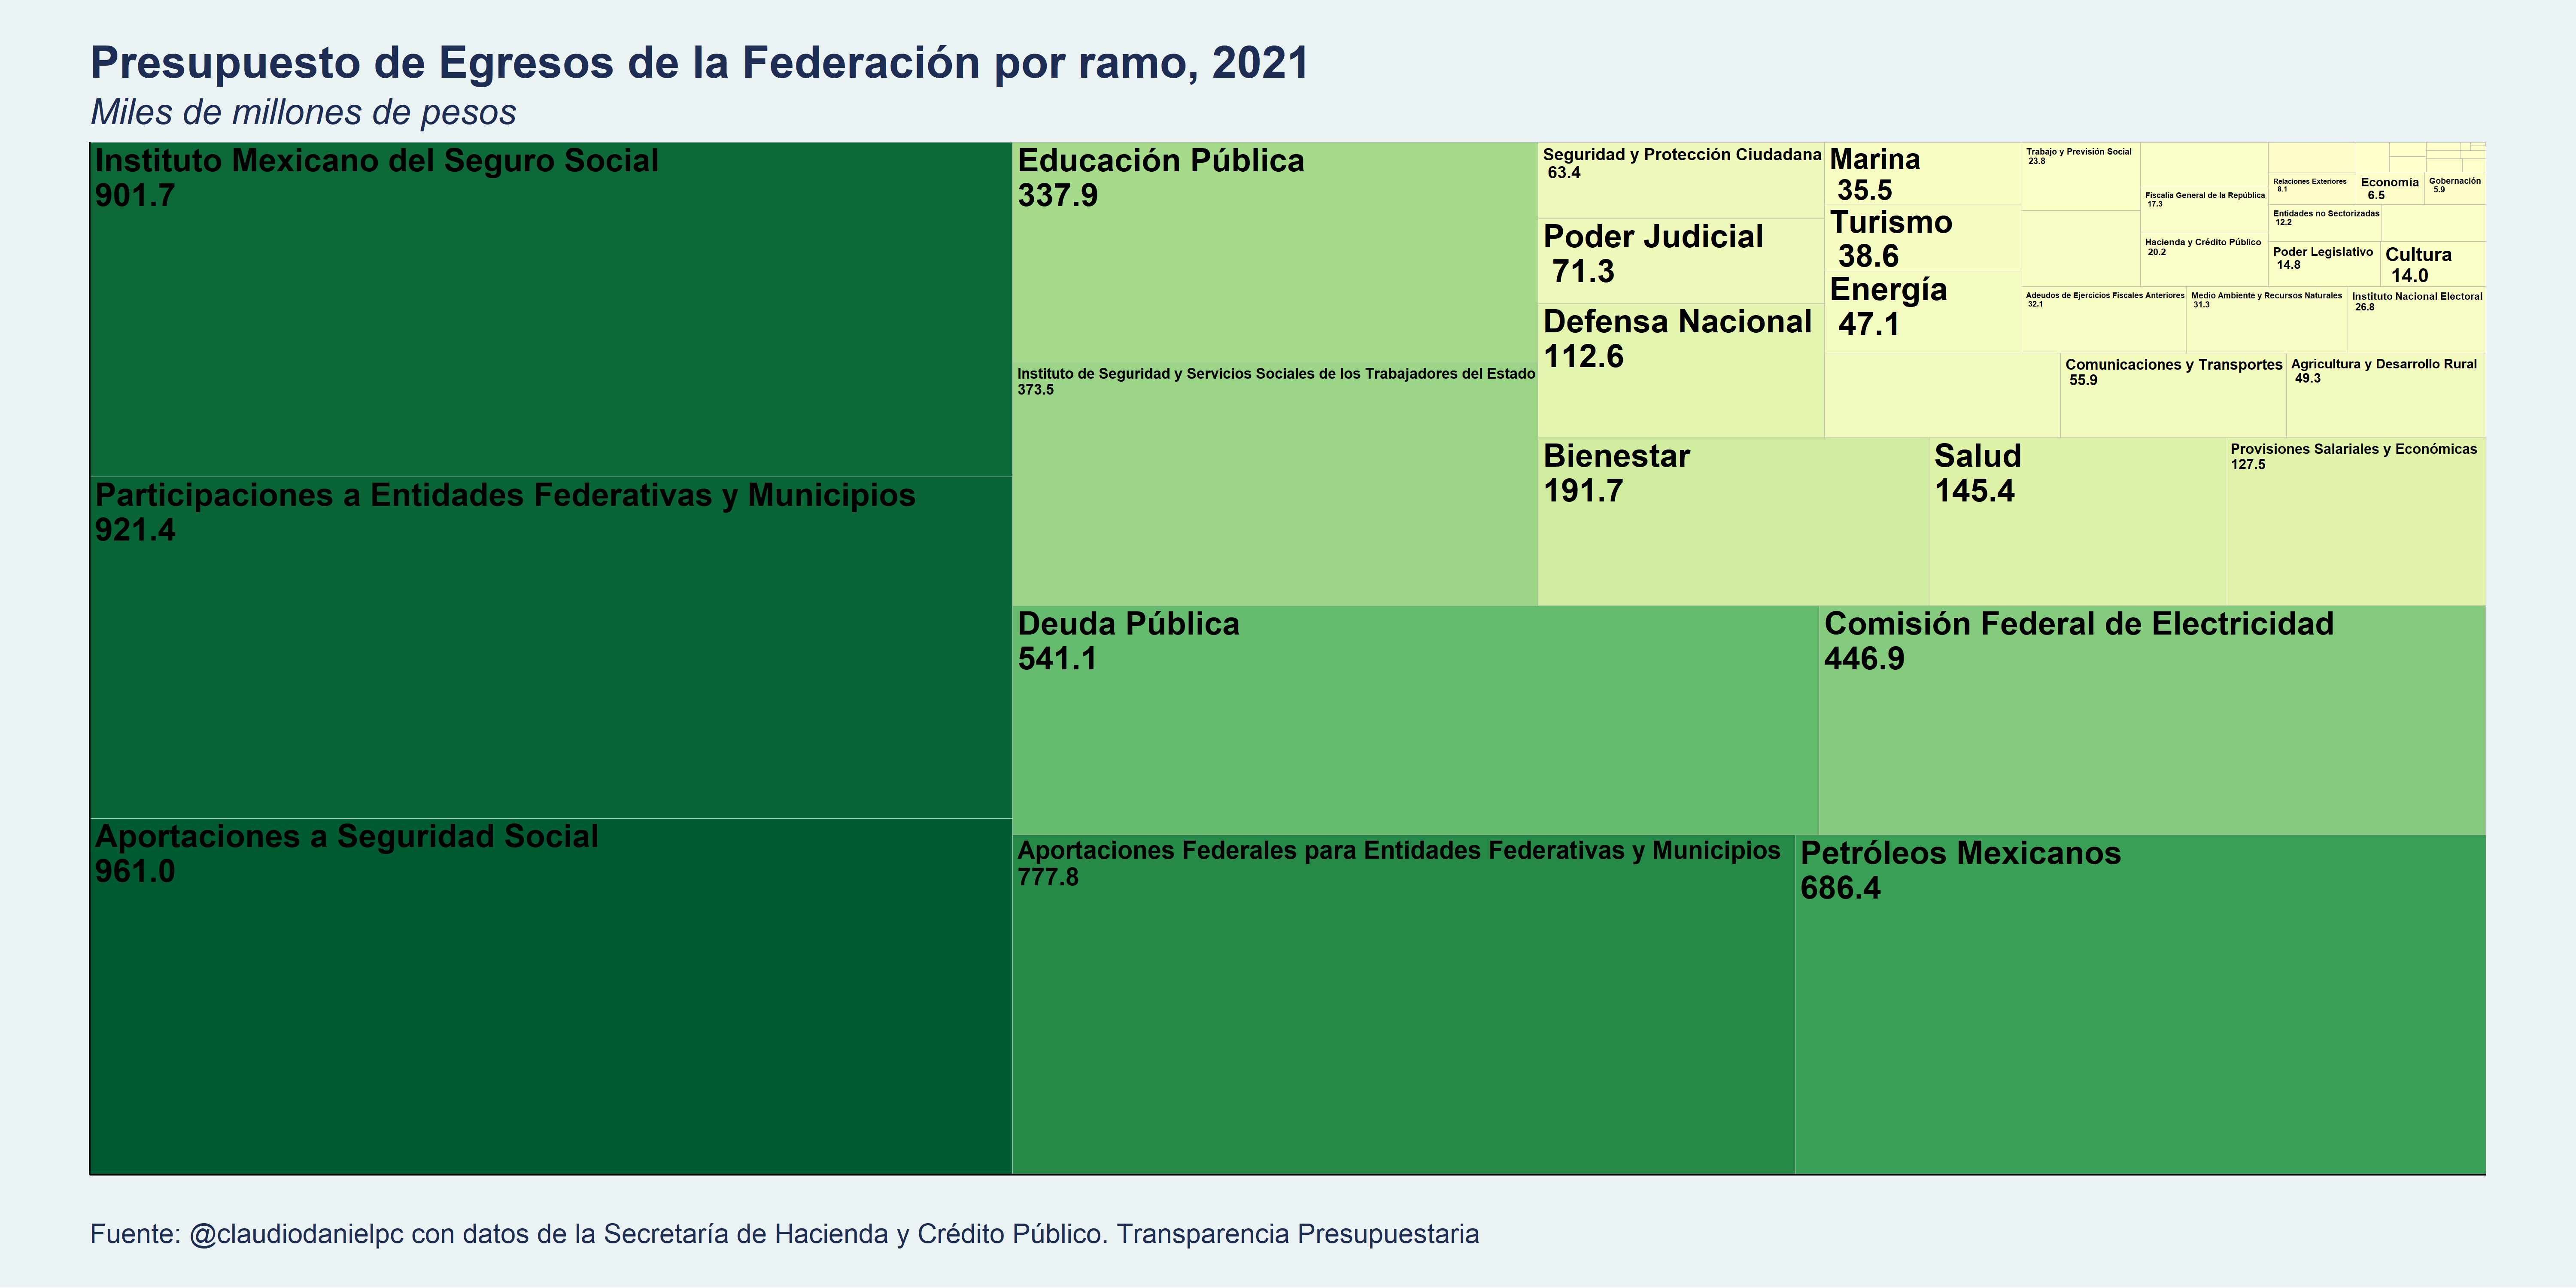 Presupuesto de Egresos de la Federación por ramo, 2021
Miles de millones de pesos
Instituto Mexicano del Seguro Social
901.7
Participaciones a Entidades Federativas y Municipios
921.4
Aportaciones a Seguridad Social
961.0
Educación Pública
337.9
Instituto de Seguridad y Servicios Sociales de los Trabajadores del Estado
373.5
Deuda Pública
541.1
Comisión Federal de Electricidad
446.9
Aportaciones Federales para Entidades Federativas y Municipios
777.8
Petróleos Mexicanos
686.4
Seguridad y Protección Ciudadana
63.4
Poder Judicial
71.3
Defensa Nacional
112.6
Bienestar
191.7
Salud
145.4
Provisiones Salariales y Económicas
127.5
Marina
35.5
Turismo
38.6
Energía
47.1
Comunicaciones y Transportes
55.9
Agricultura y Desarrollo Rural
49.3
Trabajo y Previsión Social
23.8
Adeudos de Ejercicios Fiscales Anteriores
32.1
Medio Ambiente y Recursos Naturales
31.3
Instituto Nacional Electoral
26.8
Fiscalía General de la República
17.3
Hacienda y Crédito Público
20.2
Relaciones Exteriores
8.1
Economía
6.5
Gobernación
5.9
Entidades no Sectorizadas
12.2
Poder Legislativo
14.8
Cultura
14.0
Fuente: @claudiodanielpc con datos de la Secretaría de Hacienda y Crédito Público. Transparencia Presupuestaria